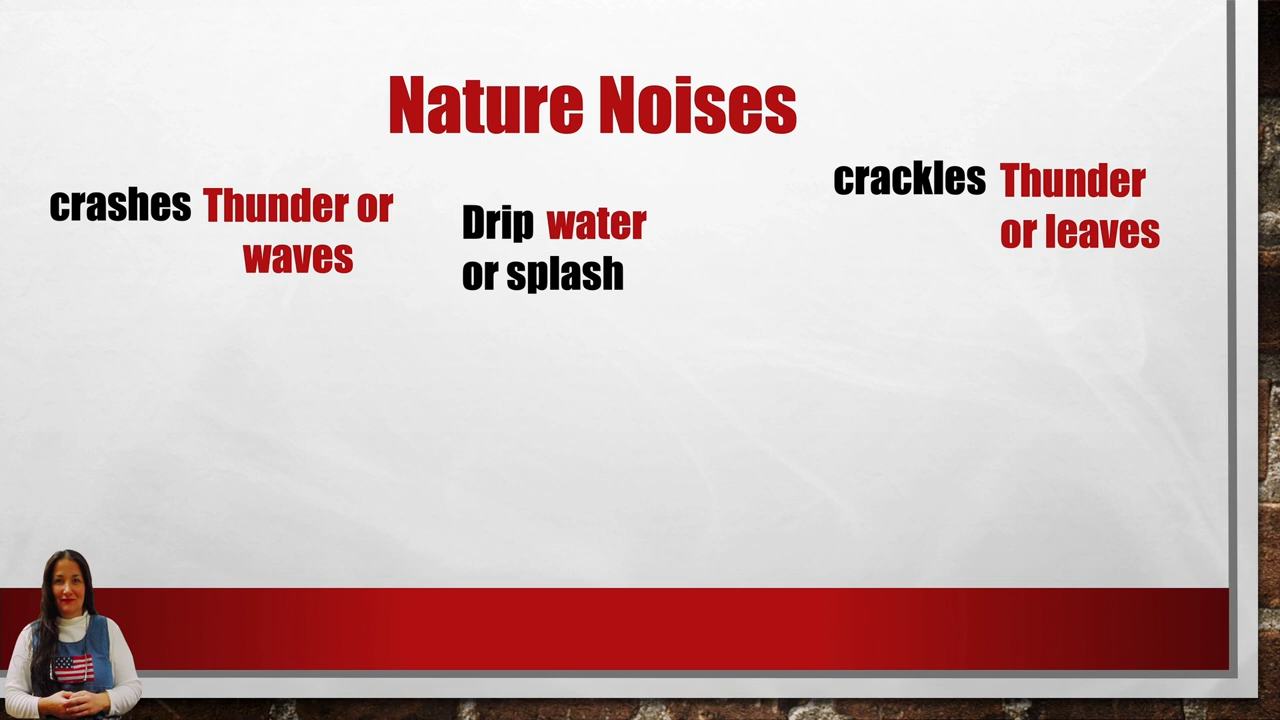 Nature Noises
crashes Thunder or
waves
Drip water
or splash
crackles Thunder
or leaves